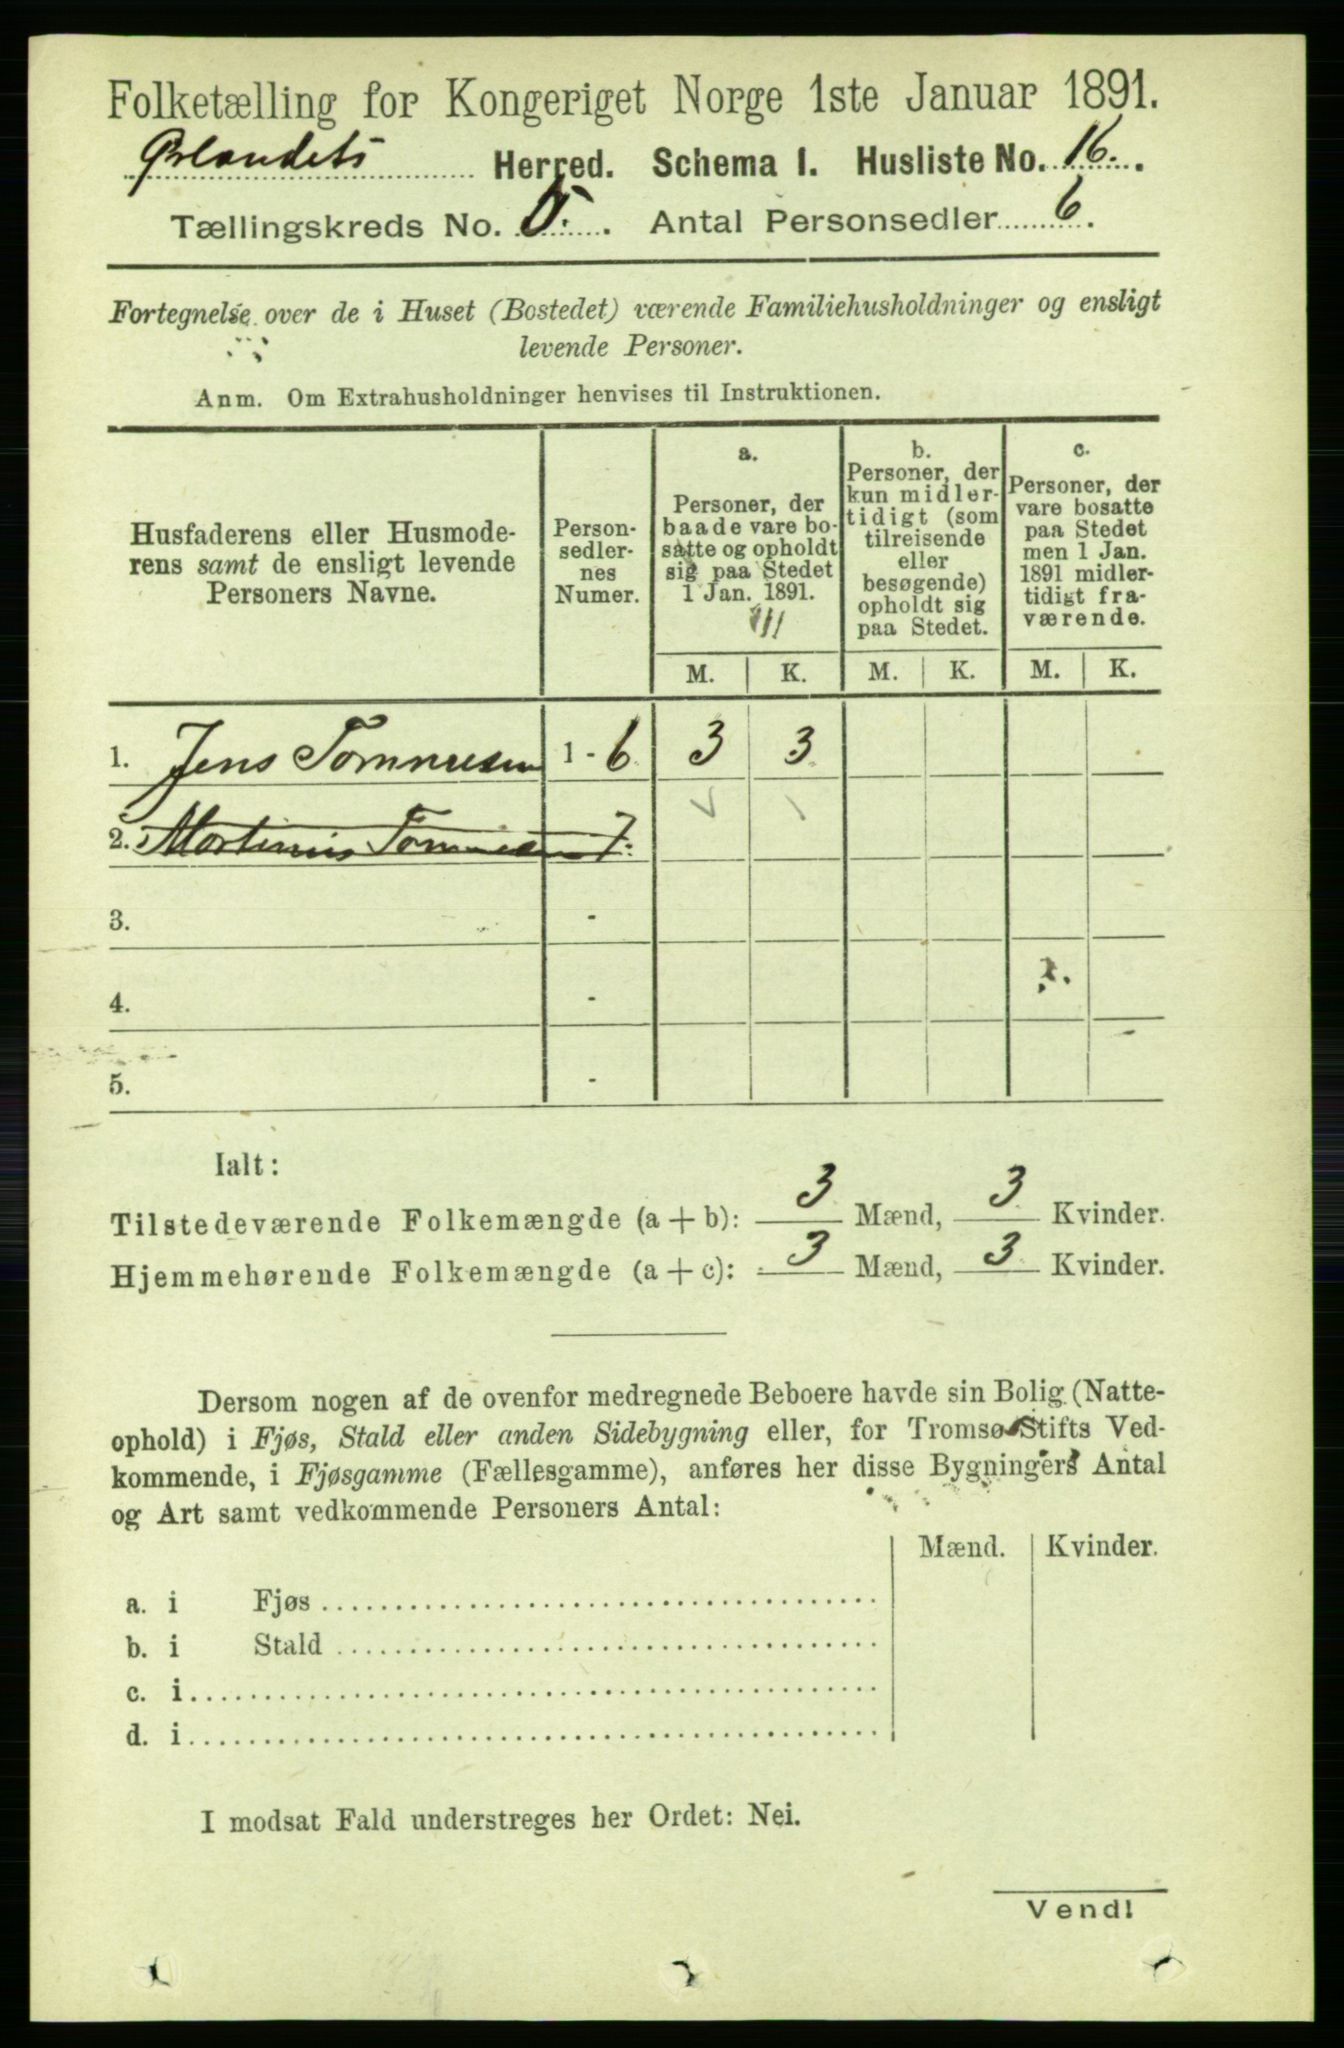 Folketælling for Kongeriget Norge 1ste Januar 1891.
Ørlandets Herred. Schema 1. Husliste No. 16.
Tællingskreds No. 5. Antal Personsedler 6.
Fortegnelse over de i Huset (Bostedet) værende Familiehusholdninger og ensligt
levende Personer.
Anm. Om Extrahusholdninger henvises til Instruktionen.
Husfaderens eller Husmode-
rens samt de ensligt levende
Personers Navne.
Person-
sedler-
nes
Numer.
a.
Personer, der
baade vare bo-
satte og opholdt
sig paa Stedet
1 Jan. 1891.
M. K.
b.
Personer, der
kun midler-
tidigt (som
tilreisende
eller
besøgende)
opholdt sig
paa Stedet.
M. K.
c.
Personer, der
vare bosatte
paa Stedet
men 1 Jan.
1891 midler-
tidigt fra-
værende.
M. K.
1. Jens Tomnesen 1 - 6 3 3
2. Martinus 7.
3. -
4. -
5. -
Ialt:
Tilstedeværende Folkemængde (a + b): 3 Mænd, 3 Kvinder.
Hjemmehørende Folkemængde (a + c): 3 Mænd, 3 Kvinder.
Dersom nogen af de ovenfor medregnede Beboere havde sin Bolig (Natte-
ophold) i Fjøs, Stald eller anden Sidebygning eller, for Tromsø Stifts Ved-
kommende, i Fjøsgamme (Fællesgamme), anføres her disse Bygningers Antal
og Art samt vedkommende Personers Antal:
Mænd. Kvinder.
a. i Fjøs
b. i Stald
c. i
d. i
I modsat Fald understreges her Ordet: Nei.
Vend!